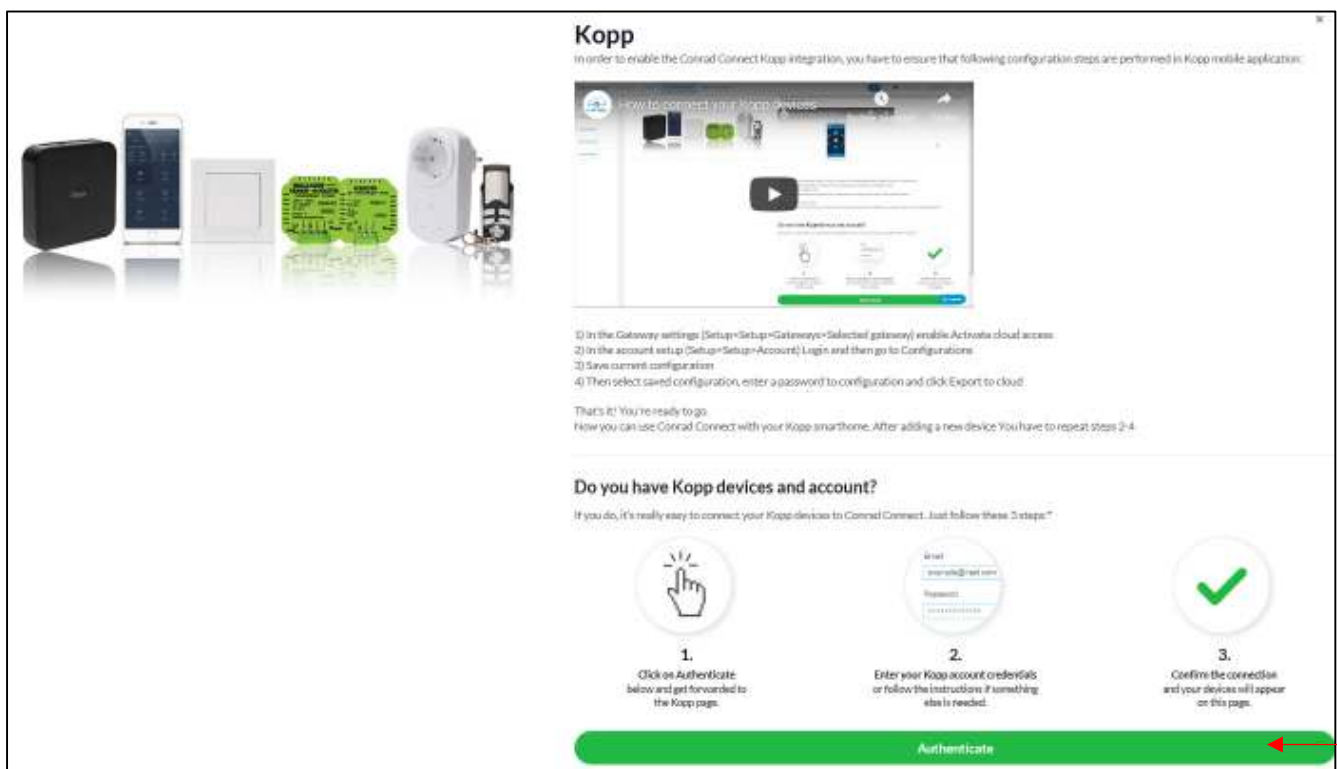 Kopp
In order to enable the Conrad Connect Kopp integration, you have to ensure that following configuration steps are performed in Kopp mobile application:
How to connect your Kopp devices
1) In the Gateway settings (Setup>Setup>Gateways>Selected gateway) enable Activate cloud access
2) In the account setup (Setup>Setup>Account) Login and then go to Configurations
3) Save current configuration
4) Then select saved configuration, enter a password to configuration and click Export to cloud
That's it! You're ready to go.
Now you can use Conrad Connect with your Kopp smarthome. After adding a new device You have to repeat steps 2-4
Do you have Kopp devices and account?
If you do, it's really easy to connect your Kopp devices to Conrad Connect. Just follow these 3 steps:*
Email
example@mail.com
Password
1.
Click on Authenticate
below and get forwarded to
the Kopp page.
2.
Enter your Kopp account credentials
or follow the instructions if something
else is needed.
3.
Confirm the connection
and your devices will appear
on this page.
Authenticate